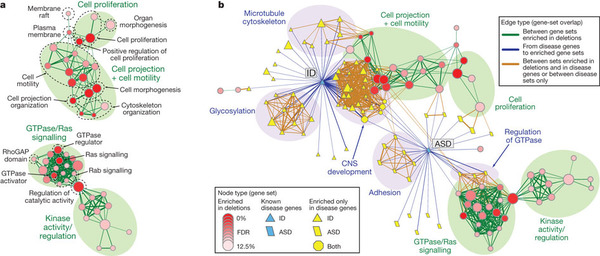 a
Membrane
raft
Cell proliferation
Organ
morphogenesis
Plasma
membrane
Cell proliferation
Positive regulation of
cell proliferation
Cell projection
+ cell motility
Cell
motility
Cell morphogenesis
Cell projection
organization
Cytoskeleton
organization
GTPase/Ras
signalling
GTPase
regulator
RhoGAP
domain
Ras signalling
GTPase
activator
Rab signalling
Regulation of
catalytic activity
Kinase
activity/
regulation
b
Microtubule
cytoskeleton
Cell projection
+ cell motility
ID
Glycosylation
CNS
development
Cell
proliferation
ASD
Regulation
of GTPase
Adhesion
GTPase/Ras
signalling
Kinase
activity/
regulation
Edge type (gene-set overlap)
Between gene sets
enriched in deletions
From disease genes
to enriched gene sets
Between sets enriched in
deletions and in disease
genes or between disease
sets only
Node type (gene set)
Enriched
in deletions
Known
disease genes
Enriched only in
disease genes
0%
FDR
12.5%
ID
ASD
ID
ASD
Both